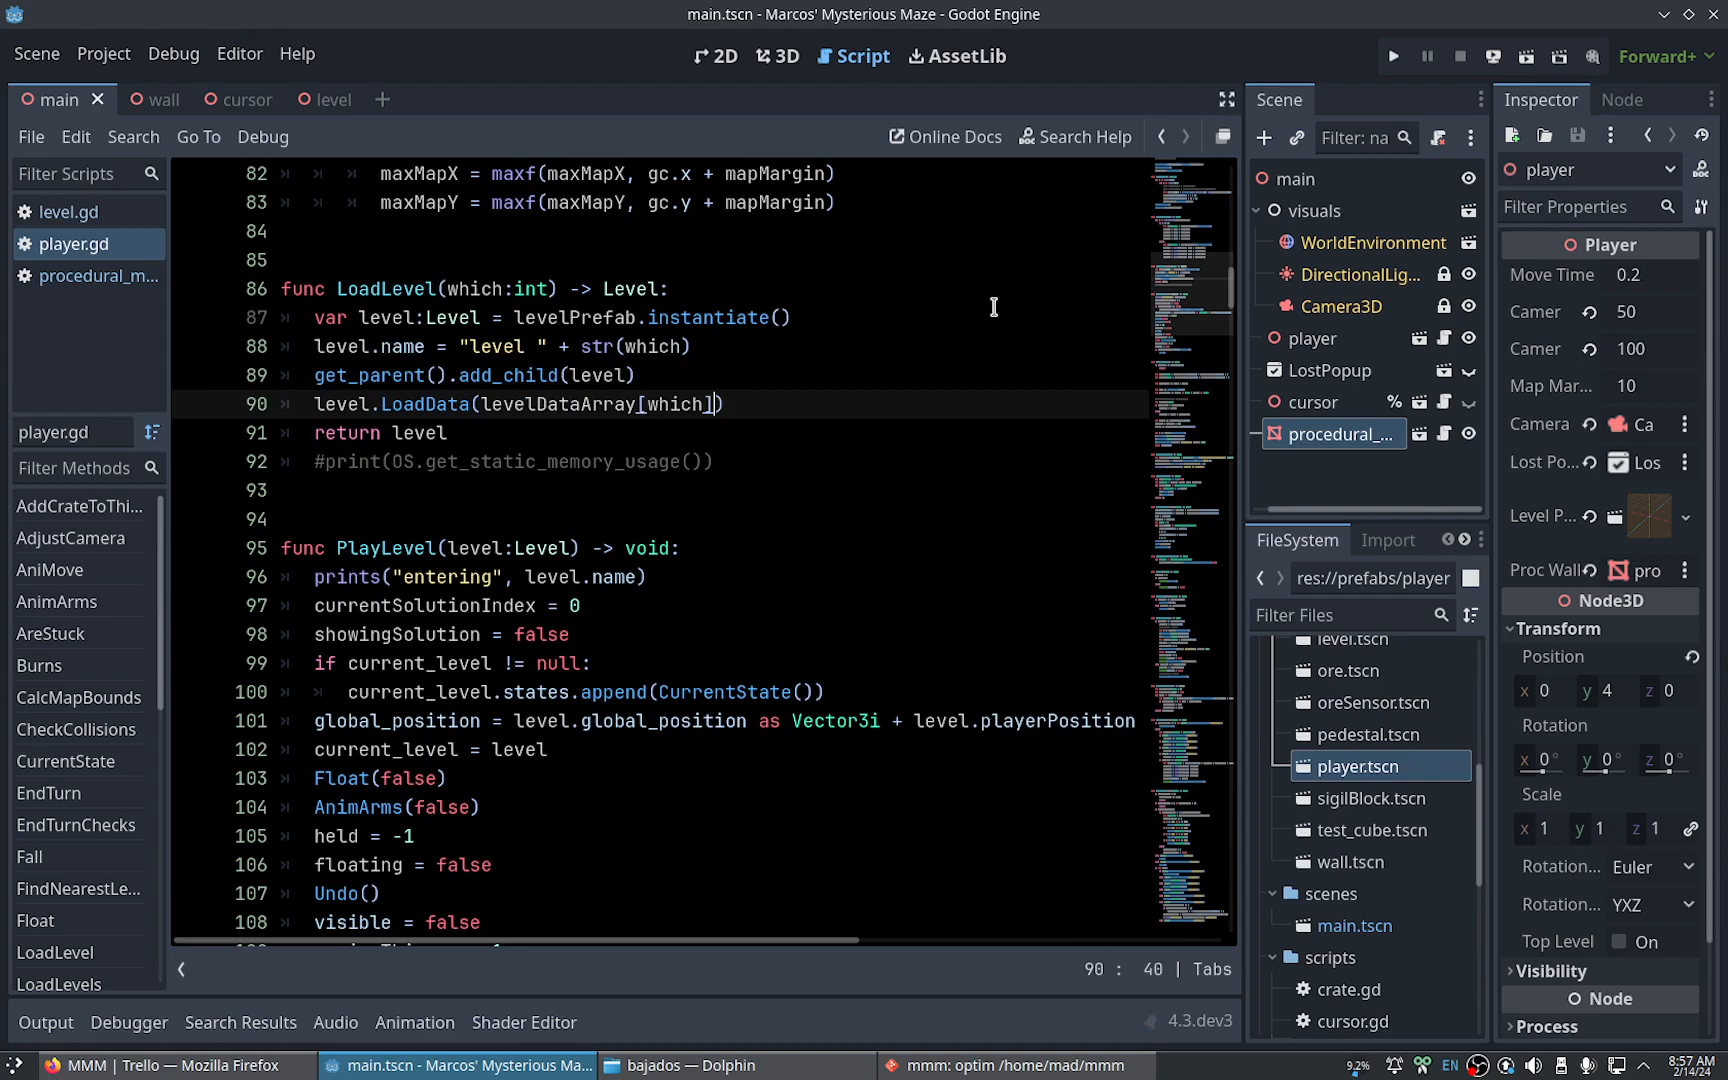 main.tscn - Marcos' Mysterious Maze - Godot Engine
Scene Project Debug Editor Help
2D 3D Script AssetLib
Forward+
main wall cursor level
File Edit Search Go To Debug
Online Docs Search Help
Filter Scripts
level.gd
player.gd
procedural_m...
player.gd
Filter Methods
AddCrateToThi...
AdjustCamera
AniMove
AnimArms
AreStuck
Burns
CalcMapBounds
CheckCollisions
CurrentState
EndTurn
EndTurnChecks
Fall
FindNearestLe...
Float
LoadLevel
LoadLevels
82 maxMapX = maxf(maxMapX, gc.x + mapMargin)
83 maxMapY = maxf(maxMapY, gc.y + mapMargin)
84
85
86 func LoadLevel(which:int) -> Level:
87 var level:Level = levelPrefab.instantiate()
88 level.name = "level " + str(which)
89 get_parent().add_child(level)
90 level.LoadData(levelDataArray[which])
91 return level
92 #print(OS.get_static_memory_usage())
93
94
95 func PlayLevel(level:Level) -> void:
96 prints("entering", level.name)
97 currentSolutionIndex = 0
98 showingSolution = false
99 if current_level != null:
100 current_level.states.append(CurrentState())
101 global_position = level.global_position as Vector3i + level.playerPosition
102 current_level = level
103 Float(false)
104 AnimArms(false)
105 held = -1
106 floating = false
107 Undo()
108 visible = false
90 : 40 | Tabs
Output Debugger Search Results Audio Animation Shader Editor
4.3.dev3
Scene
Filter: na
main
visuals
WorldEnvironment
DirectionalLig...
Camera3D
player
LostPopup
cursor %
procedural_...
FileSystem Import
res://prefabs/player
Filter Files
level.tscn
ore.tscn
oreSensor.tscn
pedestal.tscn
player.tscn
sigilBlock.tscn
test_cube.tscn
wall.tscn
scenes
main.tscn
scripts
crate.gd
cursor.gd
Inspector Node
player
Filter Properties
Player
Move Time 0.2
Camer 50
Camer 100
Map Mar... 10
Camera Ca
Lost Po... Los
Level P...
Proc Wall pro
Node3D
Transform
Position
x 0 y 4 z 0
Rotation
x 0° y 0° z 0°
Scale
x 1 y 1 z 1
Rotation... Euler
Rotation... YXZ
Top Level On
Visibility
Node
Process
MMM | Trello — Mozilla Firefox
main.tscn - Marcos' Mysterious Ma...
bajados — Dolphin
mmm: optim /home/mad/mmm
9.2%
EN
8:57 AM
2/14/24